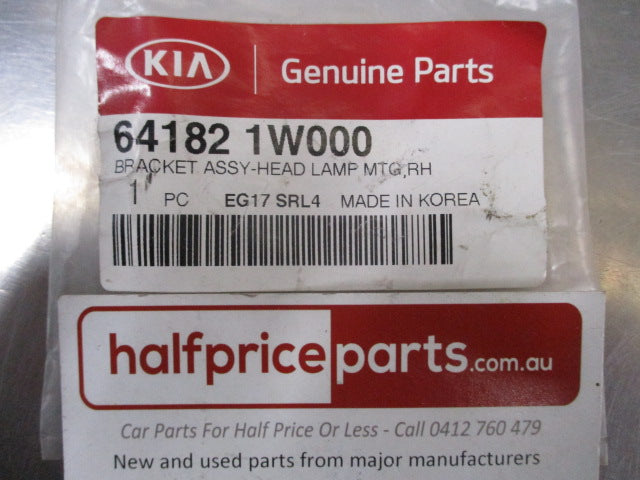 KIA
Genuine Parts
64182 1W000
BRACKET ASSY-HEAD LAMP MTG,RH
1 PC EG17 SRL4 MADE IN KOREA
halfpriceparts.com.au
Car Parts For Half Price Or Less - Call 0412 760 479
New and used parts from major manufacturers